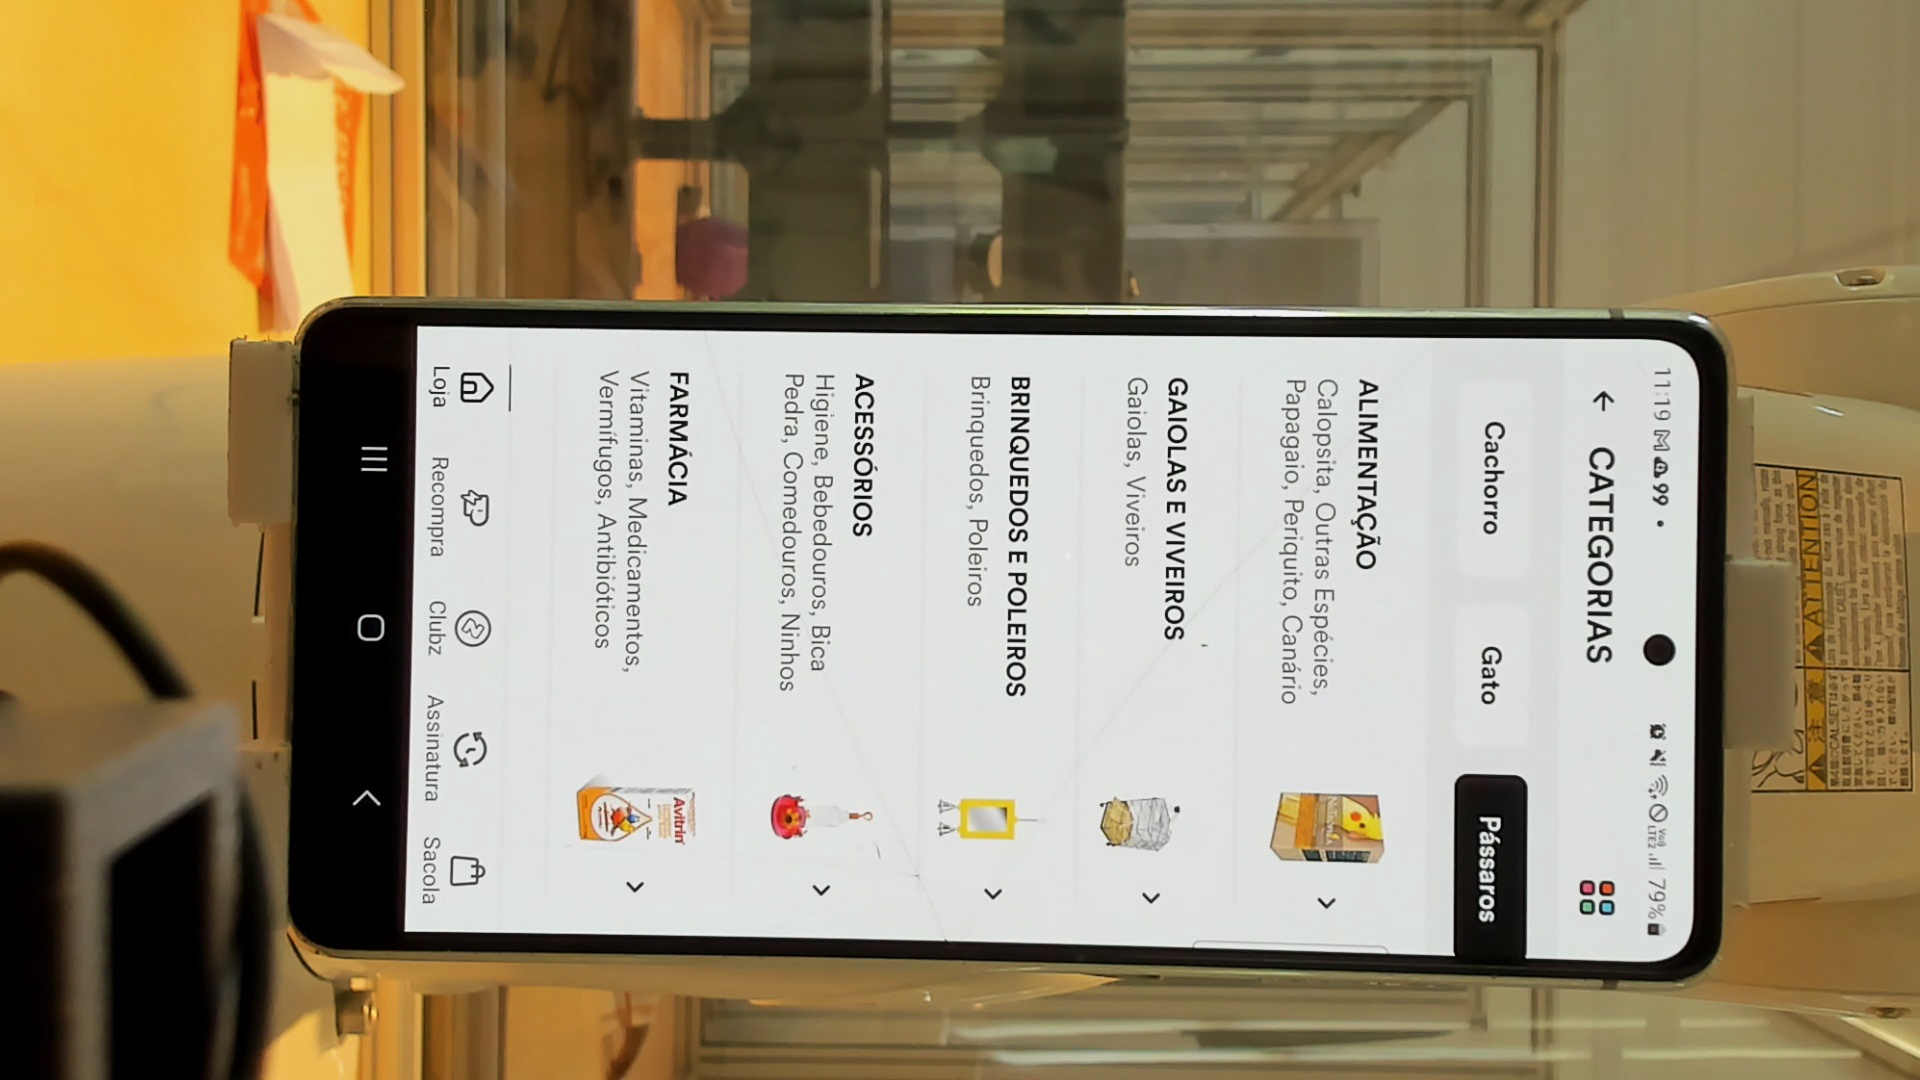 11:19 M 99 •
Voo) LTE2 79%
CATEGORIAS
Cachorro
Gato
Pássaros
ALIMENTAÇÃO
Calopsita, Outras Espécies,
Papagaio, Periquito, Canário
GAIOLAS E VIVEIROS
Gaiolas, Viveiros
BRINQUEDOS E POLEIROS
Brinquedos, Poleiros
ACESSÓRIOS
Higiene, Bebedouros, Bica
Pedra, Comedouros, Ninhos
FARMÁCIA
Vitaminas, Medicamentos,
Vermífugos, Antibióticos
Avitrin
Loja
Recompra
Clubz
Assinatura
Sacola
ATTENTION